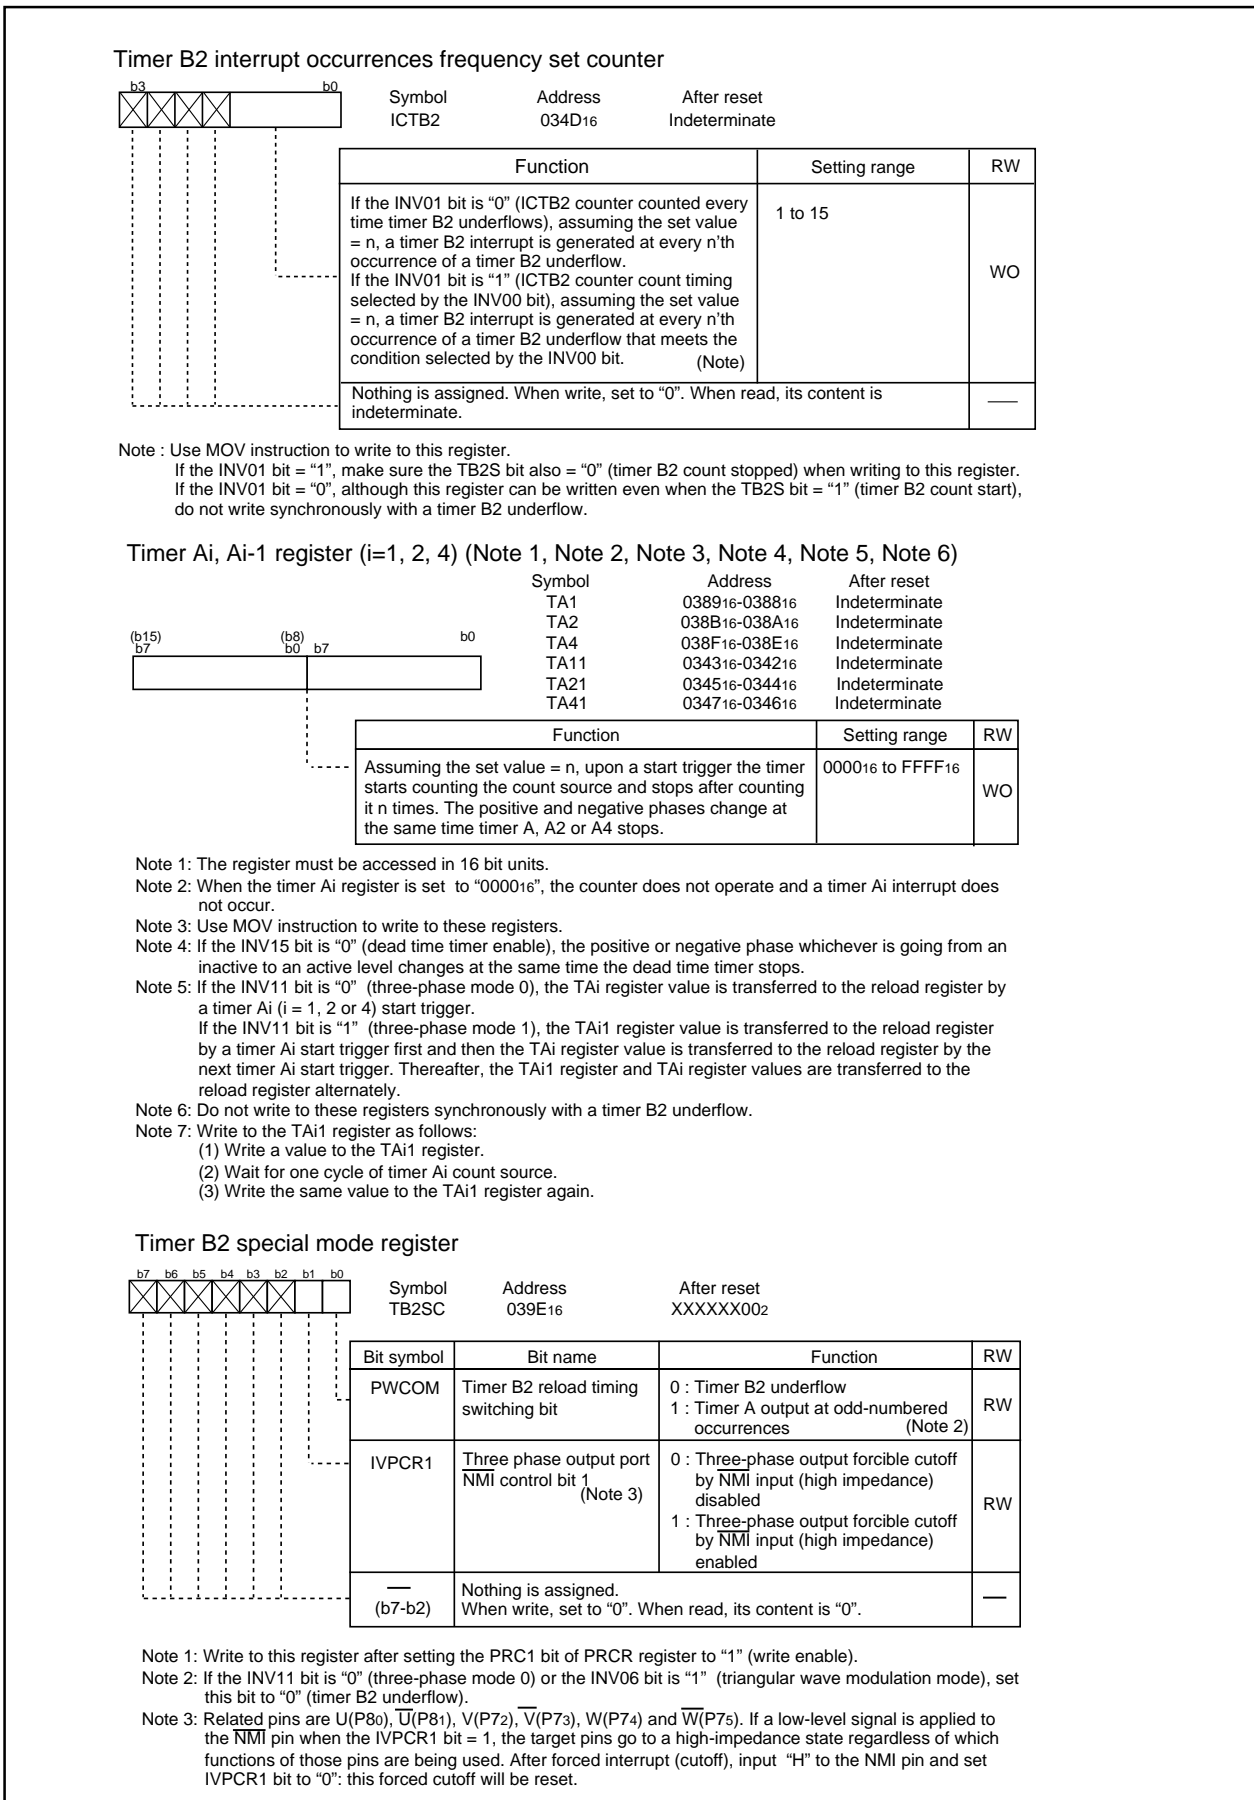 Timer B2 interrupt occurrences frequency set counter
b3 b0
Symbol Address After reset
ICTB2 034D16 Indeterminate
Function Setting range RW
If the INV01 bit is “0” (ICTB2 counter counted every
time timer B2 underflows), assuming the set value
= n, a timer B2 interrupt is generated at every n’th
occurrence of a timer B2 underflow.
If the INV01 bit is “1” (ICTB2 counter count timing
selected by the INV00 bit), assuming the set value
= n, a timer B2 interrupt is generated at every n’th
occurrence of a timer B2 underflow that meets the
condition selected by the INV00 bit. (Note)
1 to 15
WO
Nothing is assigned. When write, set to “0”. When read, its content is
indeterminate.
Note : Use MOV instruction to write to this register.
If the INV01 bit = “1”, make sure the TB2S bit also = “0” (timer B2 count stopped) when writing to this register.
If the INV01 bit = “0”, although this register can be written even when the TB2S bit = “1” (timer B2 count start),
do not write synchronously with a timer B2 underflow.
Timer Ai, Ai-1 register (i=1, 2, 4) (Note 1, Note 2, Note 3, Note 4, Note 5, Note 6)
Symbol Address After reset
TA1 038916-038816 Indeterminate
TA2 038B16-038A16 Indeterminate
TA4 038F16-038E16 Indeterminate
TA11 034316-034216 Indeterminate
TA21 034516-034416 Indeterminate
TA41 034716-034616 Indeterminate
(b15) (b8)
b7 b0 b7 b0
Function Setting range RW
Assuming the set value = n, upon a start trigger the timer
starts counting the count source and stops after counting
it n times. The positive and negative phases change at
the same time timer A, A2 or A4 stops.
000016 to FFFF16
WO
Note 1: The register must be accessed in 16 bit units.
Note 2: When the timer Ai register is set to “000016”, the counter does not operate and a timer Ai interrupt does
not occur.
Note 3: Use MOV instruction to write to these registers.
Note 4: If the INV15 bit is “0” (dead time timer enable), the positive or negative phase whichever is going from an
inactive to an active level changes at the same time the dead time timer stops.
Note 5: If the INV11 bit is “0” (three-phase mode 0), the TAi register value is transferred to the reload register by
a timer Ai (i = 1, 2 or 4) start trigger.
If the INV11 bit is “1” (three-phase mode 1), the TAi1 register value is transferred to the reload register
by a timer Ai start trigger first and then the TAi register value is transferred to the reload register by the
next timer Ai start trigger. Thereafter, the TAi1 register and TAi register values are transferred to the
reload register alternately.
Note 6: Do not write to these registers synchronously with a timer B2 underflow.
Note 7: Write to the TAi1 register as follows:
(1) Write a value to the TAi1 register.
(2) Wait for one cycle of timer Ai count source.
(3) Write the same value to the TAi1 register again.
Timer B2 special mode register
b7 b6 b5 b4 b3 b2 b1 b0
Symbol Address After reset
TB2SC 039E16 XXXXXX002
Bit symbol Bit name Function RW
PWCOM
Timer B2 reload timing
switching bit
0 : Timer B2 underflow
1 : Timer A output at odd-numbered
occurrences (Note 2)
RW
IVPCR1
Three phase output port
N̅M̅I̅ control bit 1
(Note 3)
0 : Three-phase output forcible cutoff
by N̅M̅I̅ input (high impedance)
disabled
1 : Three-phase output forcible cutoff
by N̅M̅I̅ input (high impedance)
enabled
RW
(b7-b2)
Nothing is assigned.
When write, set to “0”. When read, its content is “0”.
Note 1: Write to this register after setting the PRC1 bit of PRCR register to “1” (write enable).
Note 2: If the INV11 bit is “0” (three-phase mode 0) or the INV06 bit is “1” (triangular wave modulation mode), set
this bit to “0” (timer B2 underflow).
Note 3: Related pins are U(P80), U̅(P81), V(P72), V̅(P73), W(P74) and W̅(P75). If a low-level signal is applied to
the N̅M̅I̅ pin when the IVPCR1 bit = 1, the target pins go to a high-impedance state regardless of which
functions of those pins are being used. After forced interrupt (cutoff), input “H” to the NMI pin and set
IVPCR1 bit to “0”: this forced cutoff will be reset.